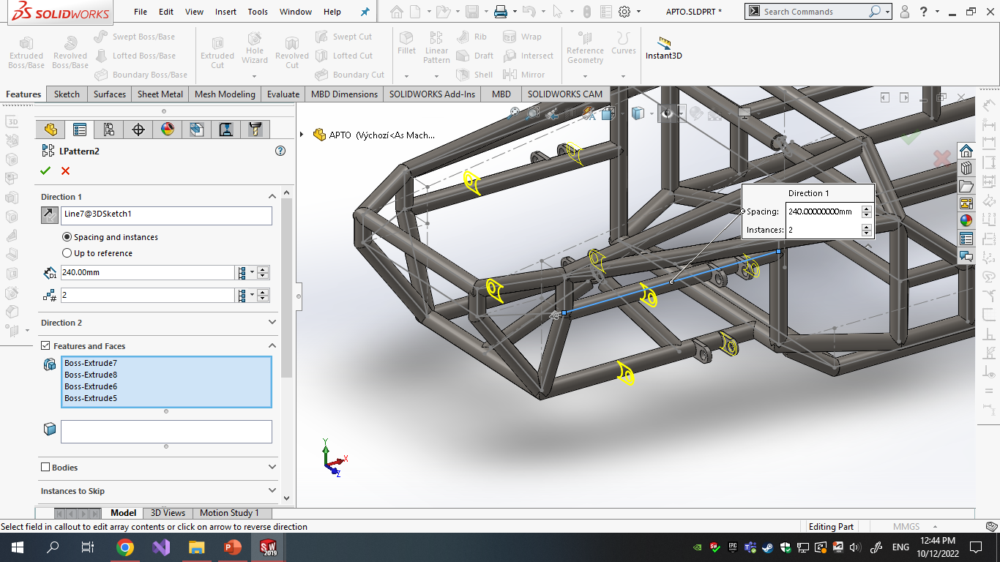 SOLIDWORKS
File Edit View Insert Tools Window Help
APTO.SLDPRT *
Search Commands
Extruded Boss/Base
Revolved Boss/Base
Swept Boss/Base
Lofted Boss/Base
Boundary Boss/Base
Extruded Cut
Hole Wizard
Revolved Cut
Swept Cut
Lofted Cut
Boundary Cut
Fillet
Linear Pattern
Rib
Draft
Shell
Wrap
Intersect
Mirror
Reference Geometry
Curves
Instant3D
Features Sketch Surfaces Sheet Metal Mesh Modeling Evaluate MBD Dimensions SOLIDWORKS Add-Ins MBD SOLIDWORKS CAM
3D
APTO (Výchozí<As Mach...
LPattern2
Direction 1
Line7@3DSketch1
Spacing and instances
Up to reference
D1
240.00mm
#
2
Direction 2
Features and Faces
Boss-Extrude7
Boss-Extrude8
Boss-Extrude6
Boss-Extrude5
Bodies
Instances to Skip
Direction 1
Spacing: 240.00000000mm
Instances: 2
Y
X
Z
Model 3D Views Motion Study 1
Select field in callout to edit array contents or click on arrow to reverse direction
Editing Part
MMGS
SW 2019
ENG
12:44 PM
10/12/2022